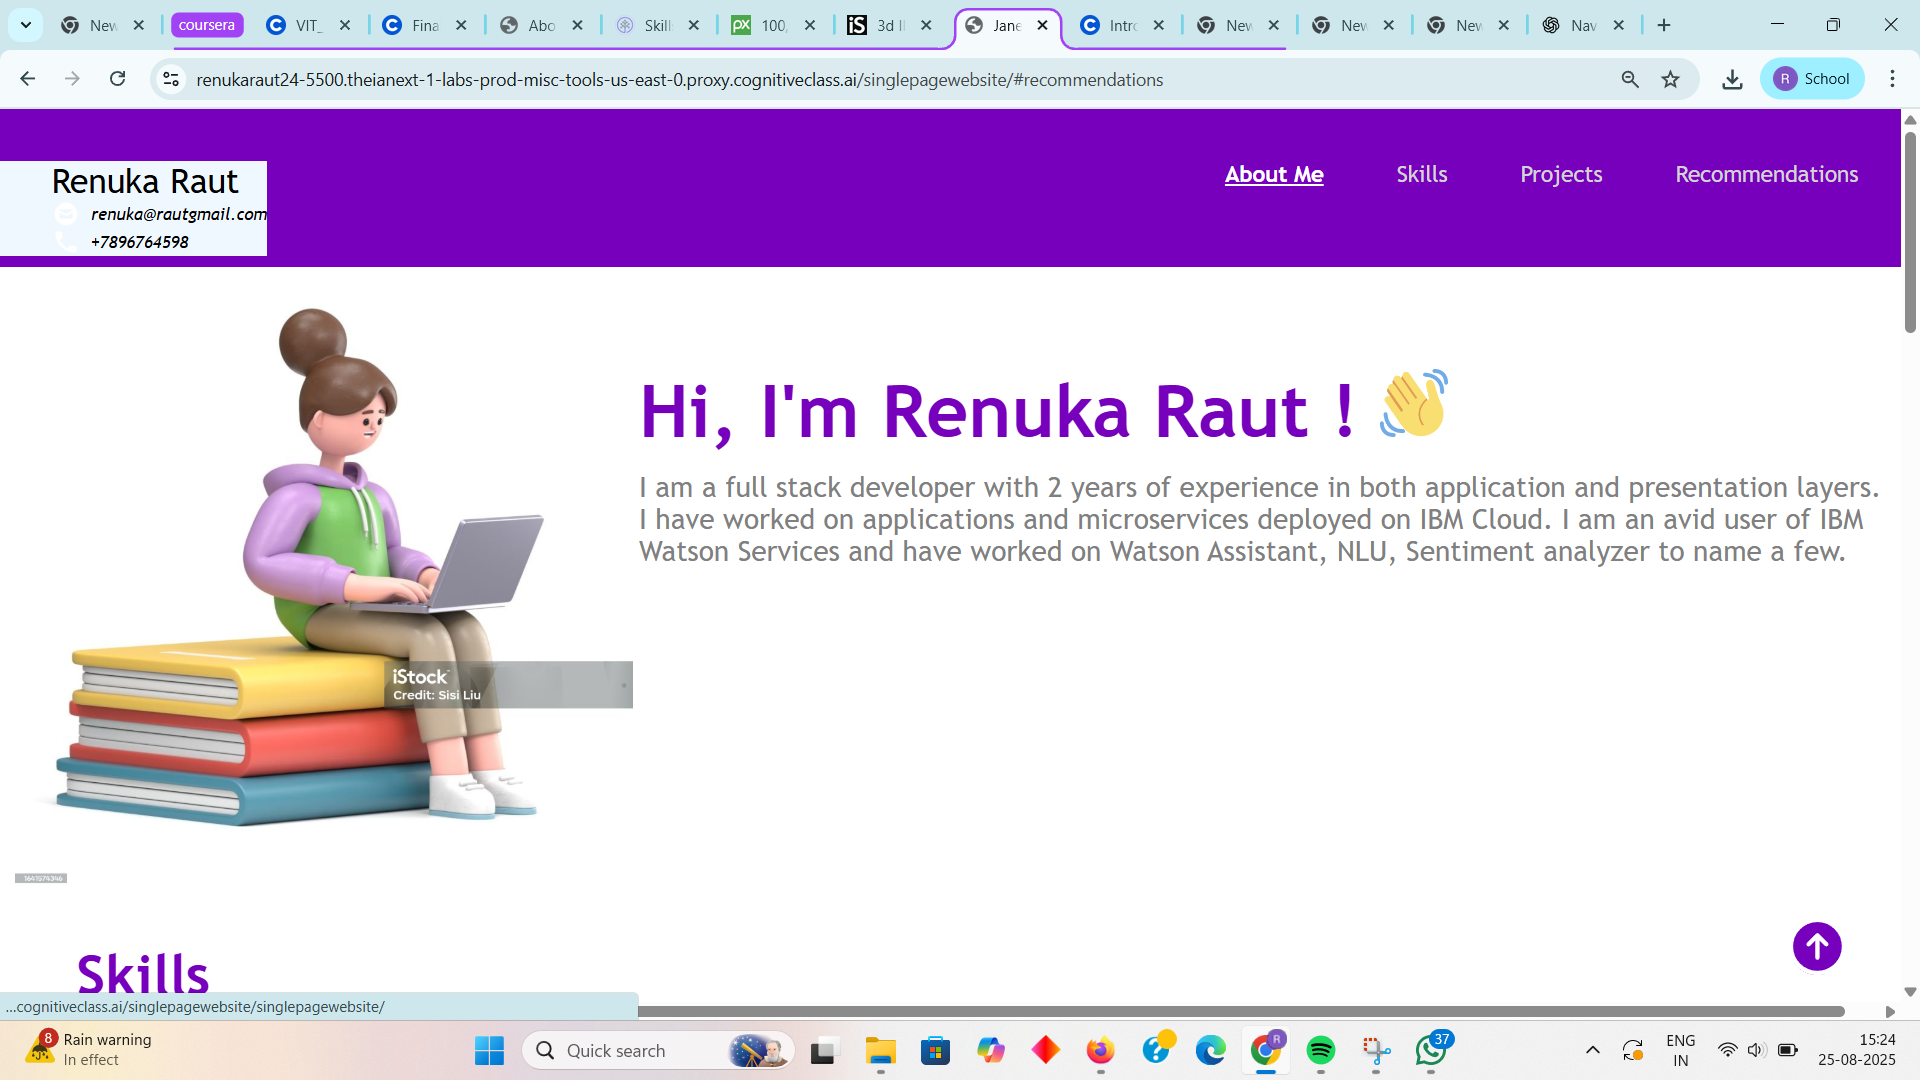 New
coursera
VIT_
Fina
Abo
Skill
px
100,
iS
3d Il
Jane
Intro
New
New
New
Nav
renukaraut24-5500.theianext-1-labs-prod-misc-tools-us-east-0.proxy.cognitiveclass.ai/singlepagewebsite/#recommendations
R School
Renuka Raut
renuka@rautgmail.com
+7896764598
About Me
Skills
Projects
Recommendations
Hi, I'm Renuka Raut !
I am a full stack developer with 2 years of experience in both application and presentation layers.
I have worked on applications and microservices deployed on IBM Cloud. I am an avid user of IBM
Watson Services and have worked on Watson Assistant, NLU, Sentiment analyzer to name a few.
iStock
Credit: Sisi Liu
1641574346
Skills
...cognitiveclass.ai/singlepagewebsite/singlepagewebsite/
8
Rain warning
In effect
Quick search
R
37
ENG
IN
15:24
25-08-2025